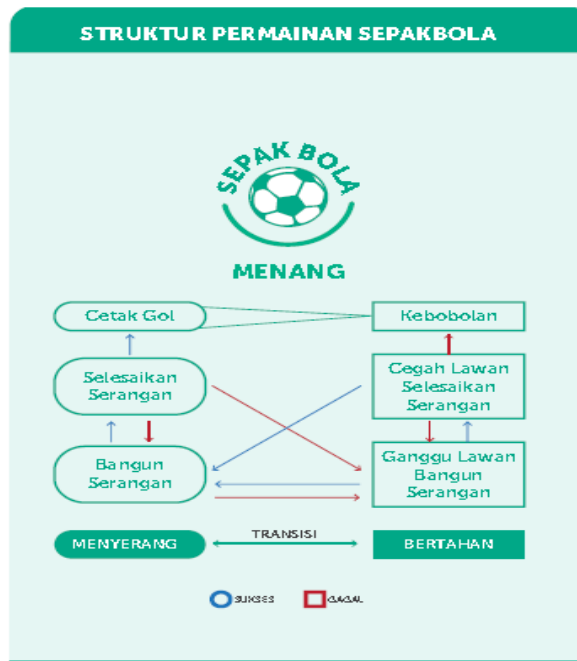 STRUKTUR PERMAINAN SEPAKBOLA
SEPAK BOLA
MENANG
Cetak Gol
Kebobolan
Selesaikan
Serangan
Cegah Lawan
Selesaikan
Serangan
Bangun
Serangan
Ganggu Lawan
Bangun
Serangan
MENYERANG
TRANSISI
BERTAHAN
SUKSES
GAGAL